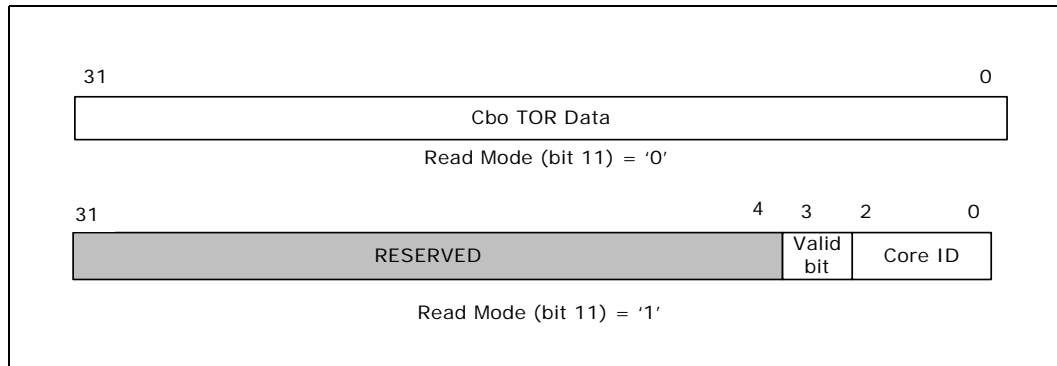 31 0
Cbo TOR Data
Read Mode (bit 11) = ‘0’
31 4 3 2 0
RESERVED Valid bit Core ID
Read Mode (bit 11) = ‘1’